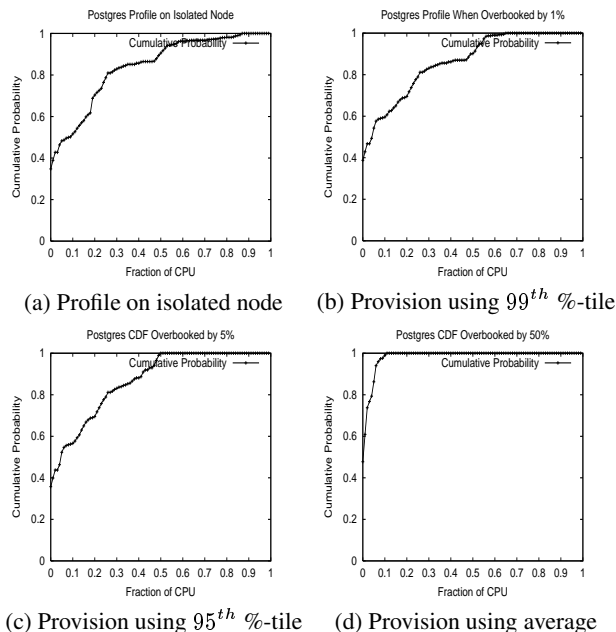 Postgres Profile on Isolated Node
Cumulative Probability
Cumulative Probability
1
0.8
0.6
0.4
0.2
0
0 0.1 0.2 0.3 0.4 0.5 0.6 0.7 0.8 0.9 1
Fraction of CPU
(a) Profile on isolated node
Postgres Profile When Overbooked by 1%
Cumulative Probability
Cumulative Probability
1
0.8
0.6
0.4
0.2
0
0 0.1 0.2 0.3 0.4 0.5 0.6 0.7 0.8 0.9 1
Fraction of CPU
(b) Provision using 99th %-tile
Postgres CDF Overbooked by 5%
Cumulative Probability
Cumulative Probability
1
0.8
0.6
0.4
0.2
0
0 0.1 0.2 0.3 0.4 0.5 0.6 0.7 0.8 0.9 1
Fraction of CPU
(c) Provision using 95th %-tile
Postgres CDF Overbooked by 50%
Cumulative Probability
Cumulative Probability
1
0.8
0.6
0.4
0.2
0
0 0.1 0.2 0.3 0.4 0.5 0.6 0.7 0.8 0.9 1
Fraction of CPU
(d) Provision using average